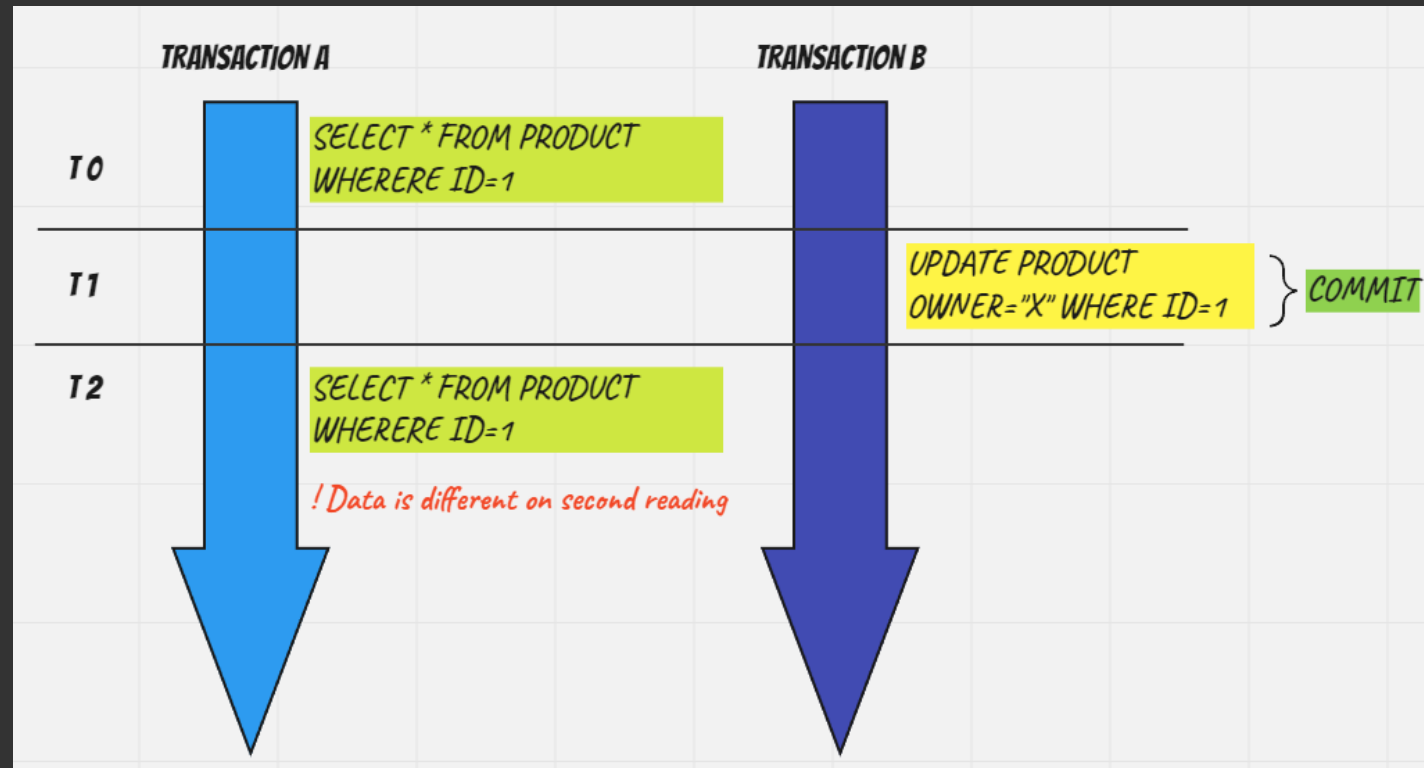 TRANSACTION A
TRANSACTION B
T0
SELECT * FROM PRODUCT
WHERERE ID=1
T1
UPDATE PRODUCT
OWNER="X" WHERE ID=1
COMMIT
T2
SELECT * FROM PRODUCT
WHERERE ID=1
! Data is different on second reading